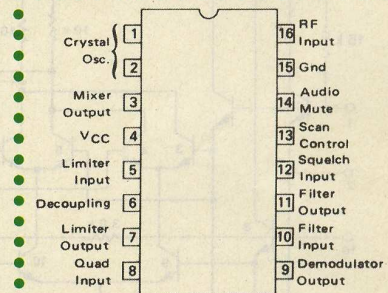 Crystal
Osc.
1
2
Mixer
Output
3
VCC
4
Limiter
Input
5
Decoupling
6
Limiter
Output
7
Quad
Input
8
16
RF
Input
15
Gnd
14
Audio
Mute
13
Scan
Control
12
Squelch
Input
11
Filter
Output
10
Filter
Input
9
Demodulator
Output